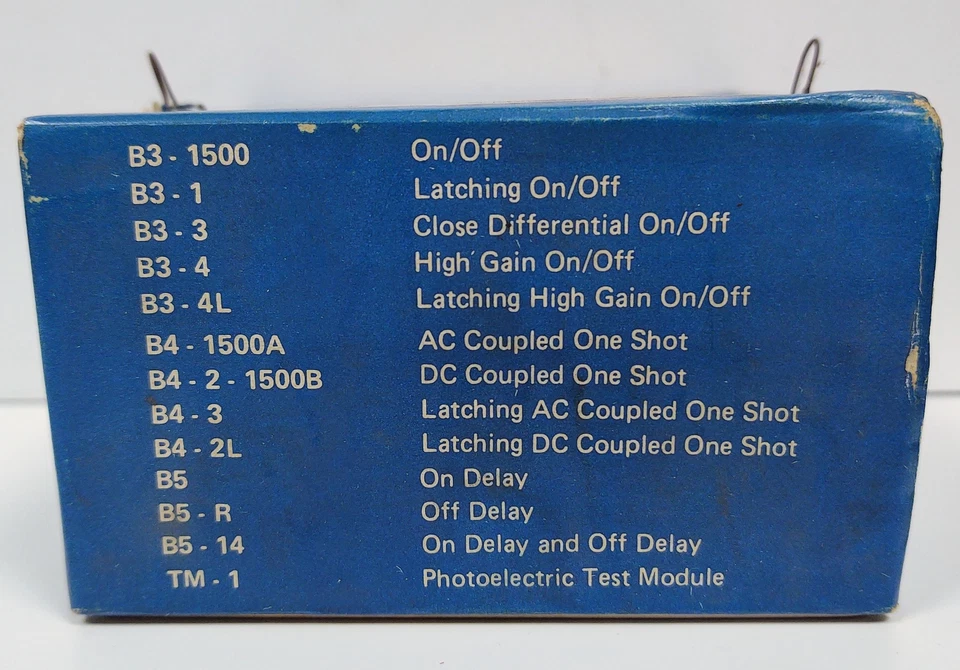 B3 - 1500 On/Off
B3 - 1 Latching On/Off
B3 - 3 Close Differential On/Off
B3 - 4 High Gain On/Off
B3 - 4L Latching High Gain On/Off
B4 - 1500A AC Coupled One Shot
B4 - 2 - 1500B DC Coupled One Shot
B4 - 3 Latching AC Coupled One Shot
B4 - 2L Latching DC Coupled One Shot
B5 On Delay
B5 - R Off Delay
B5 - 14 On Delay and Off Delay
TM - 1 Photoelectric Test Module